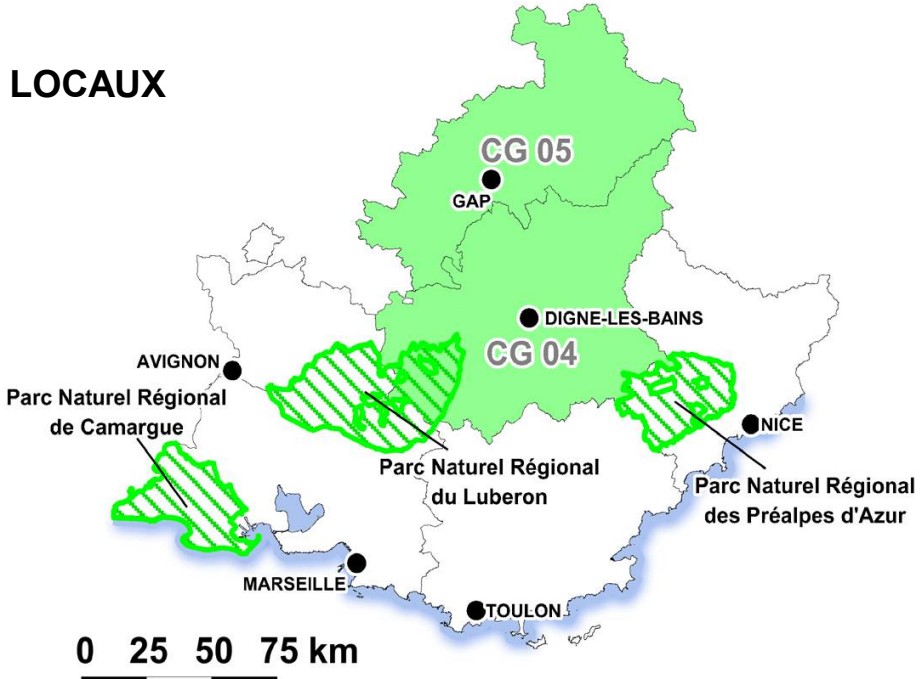 LOCAUX
CG 05
GAP
DIGNE-LES-BAINS
CG 04
AVIGNON
Parc Naturel Régional
de Camargue
NICE
Parc Naturel Régional
du Luberon
Parc Naturel Régional
des Préalpes d'Azur
MARSEILLE
TOULON
0 25 50 75 km